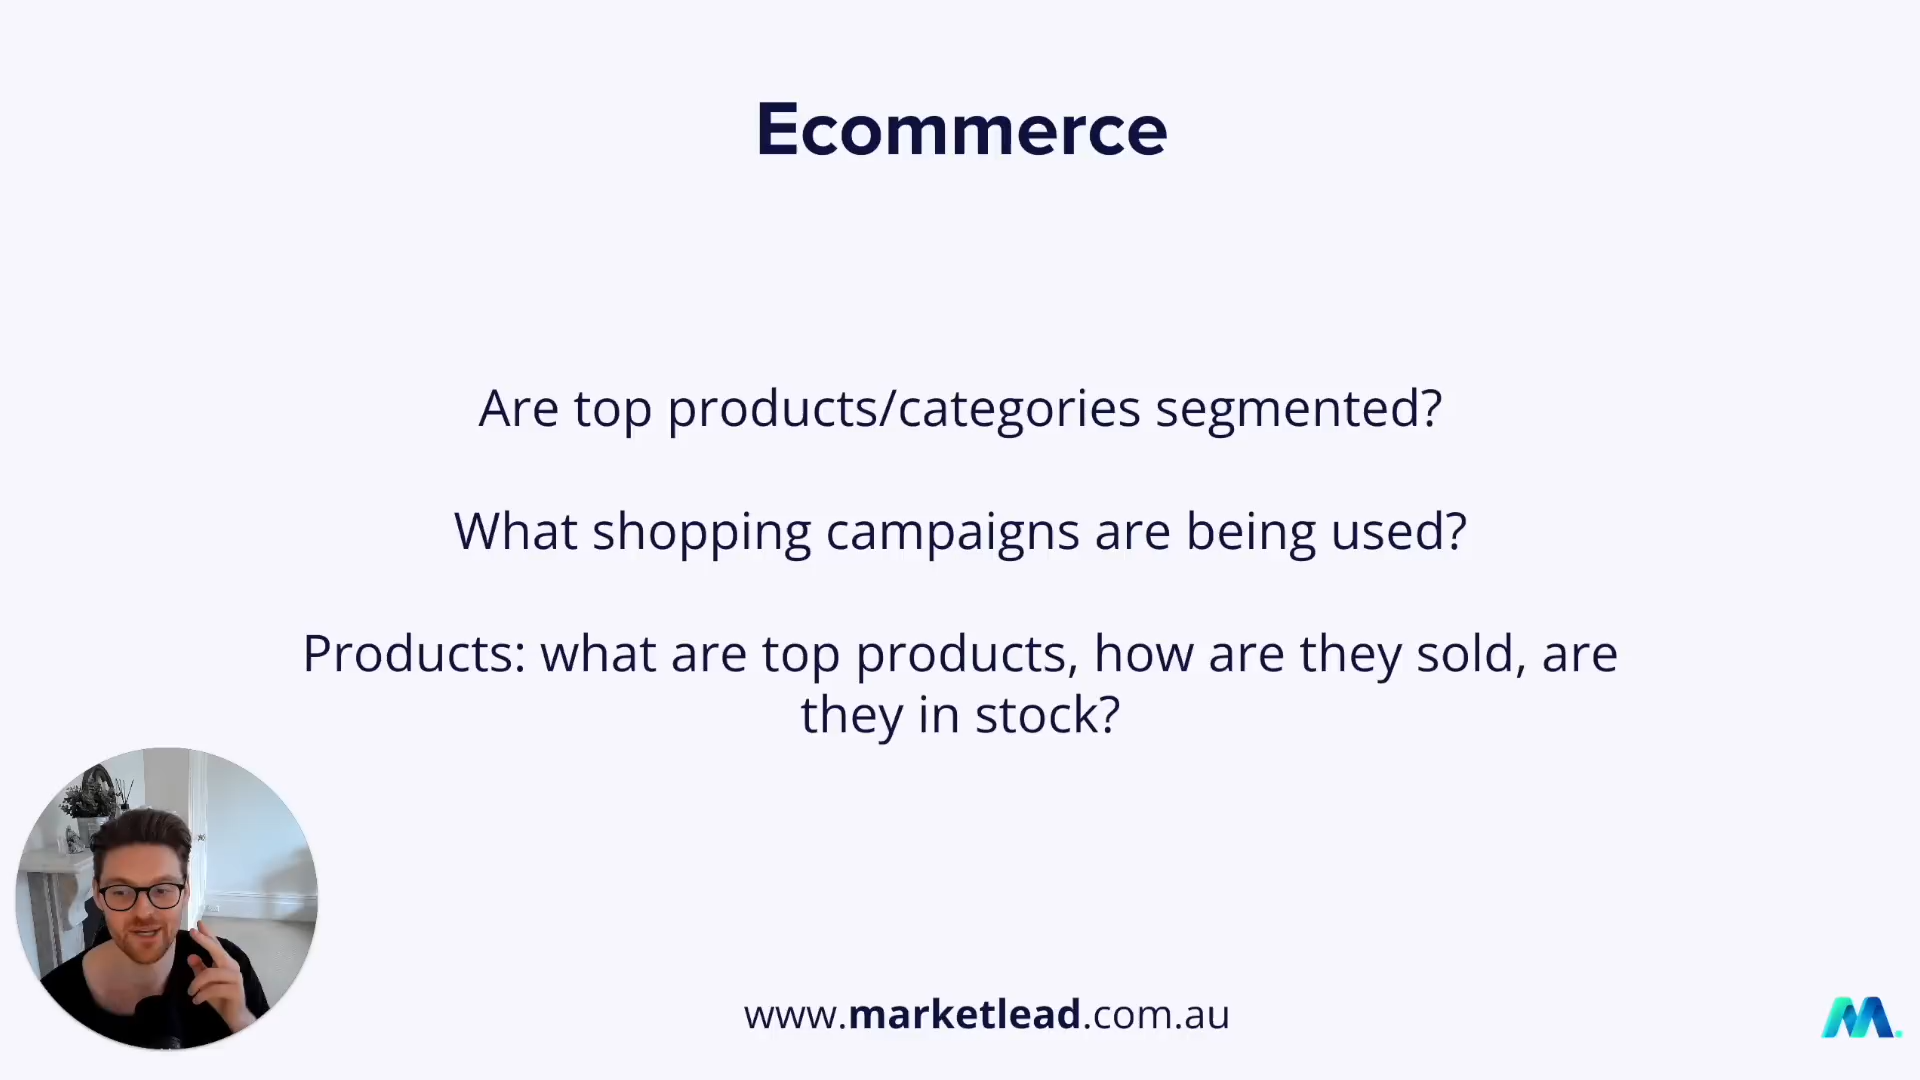 Ecommerce
Are top products/categories segmented?
What shopping campaigns are being used?
Products: what are top products, how are they sold, are
they in stock?
www.marketlead.com.au
M.